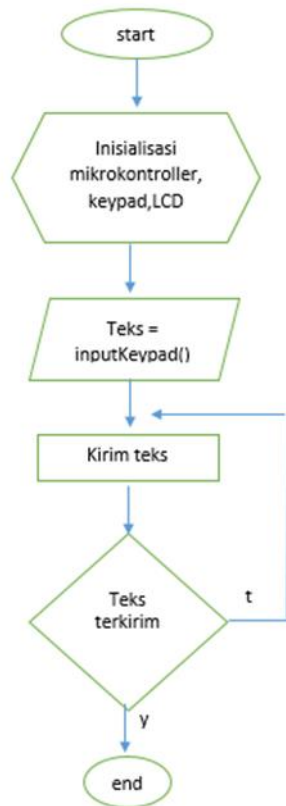 start
Inisialisasi
mikrokontroller,
keypad,LCD
Teks =
inputKeypad()
Kirim teks
Teks
terkirim
t
y
end